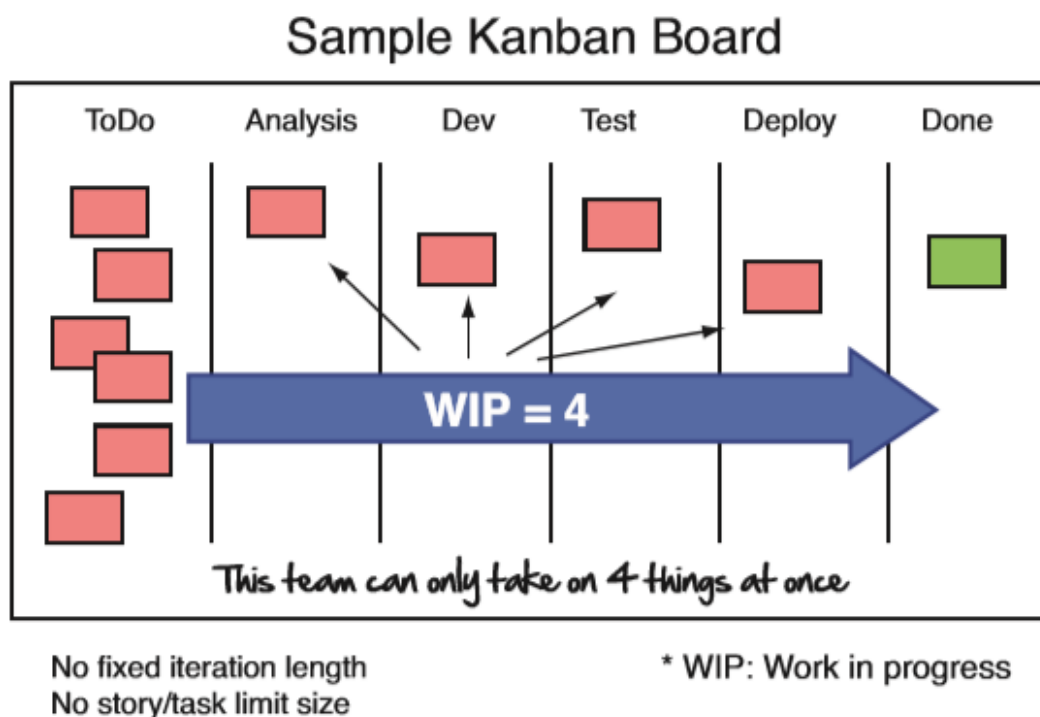 Sample Kanban Board
ToDo Analysis Dev Test Deploy Done
WIP = 4
This team can only take on 4 things at once
No fixed iteration length
* WIP: Work in progress
No story/task limit size